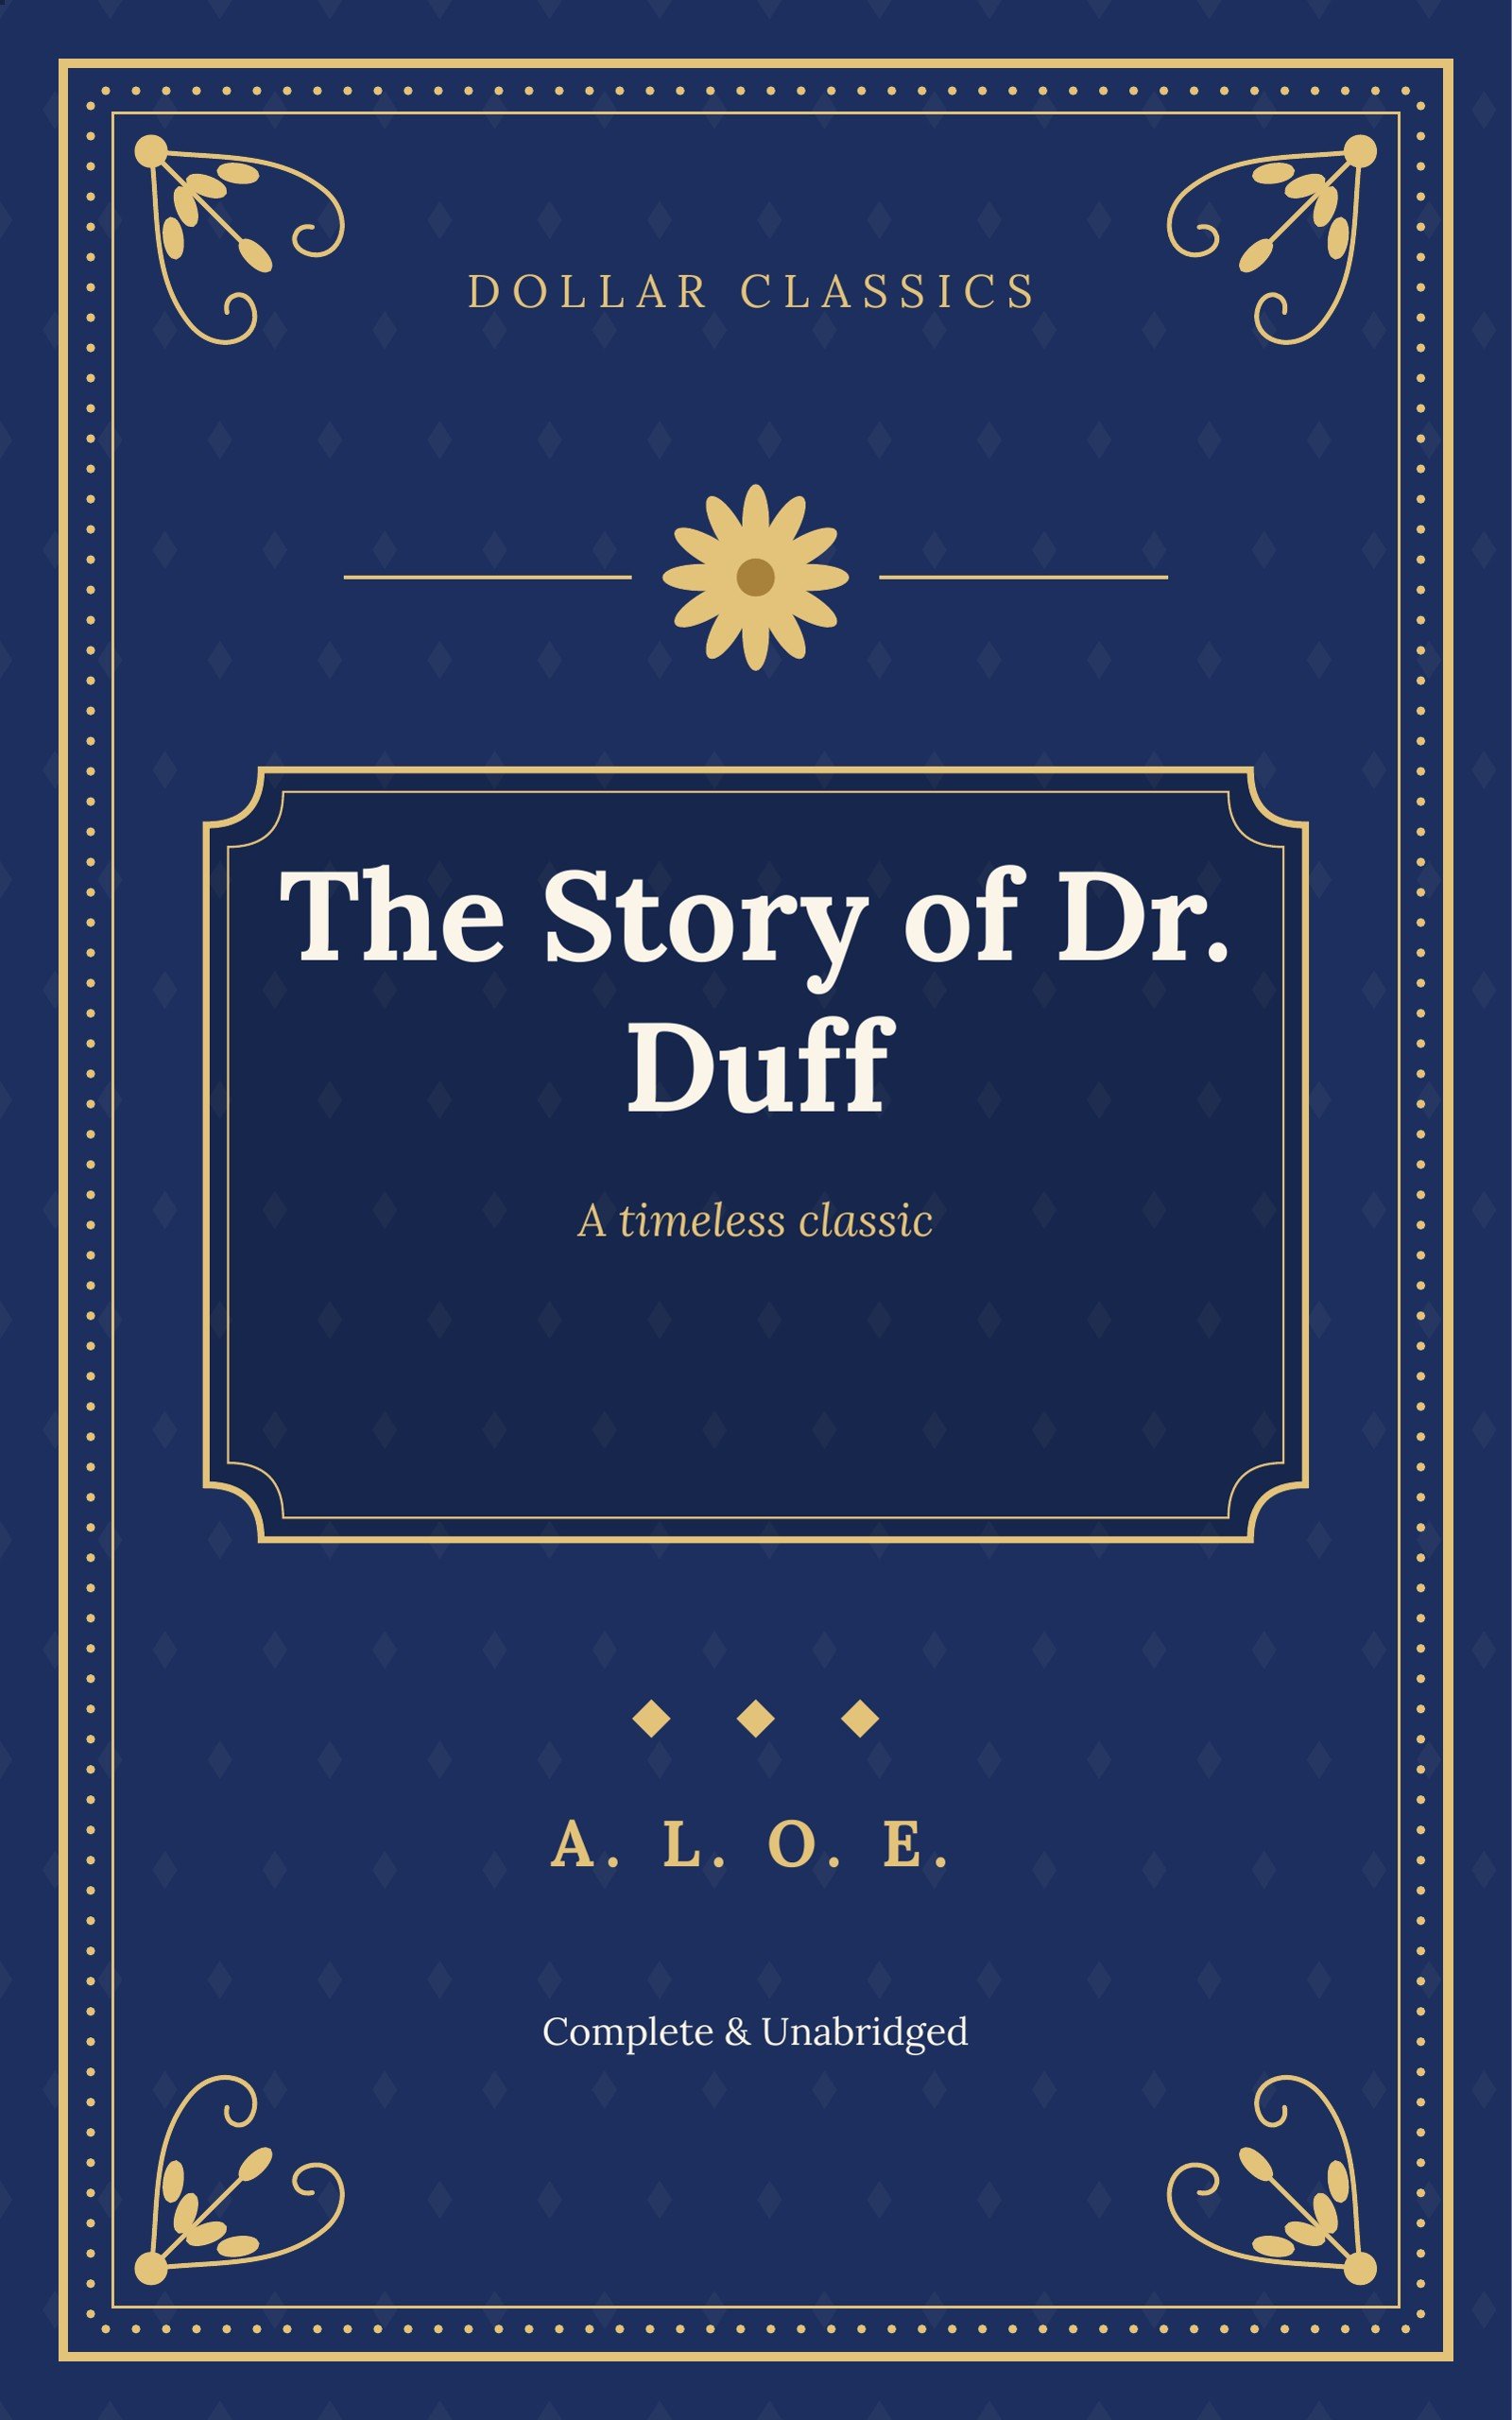 DOLLAR CLASSICS
The Story of Dr.
Duff
A timeless classic
A. L. O. E.
Complete & Unabridged